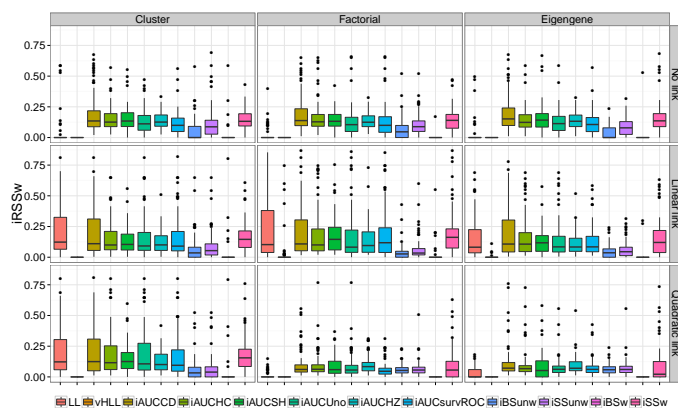 Cluster
Factorial
Eigengene
0.75
0.50
0.25
0.00
No link
0.75
0.50
0.25
0.00
Linear link
0.75
0.50
0.25
0.00
Quadratic link
iRSSw
LL vHLL iAUCCD iAUCHC iAUCSH iAUCUno iAUCHZ iAUCsurvROC iBSunw iSSunw iBSw iSSw